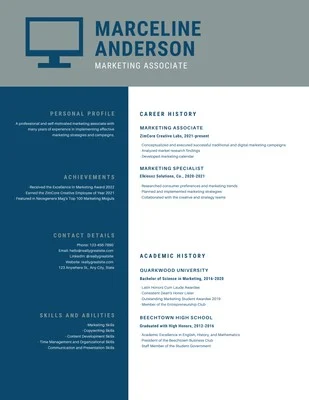 MARCELINE
ANDERSON
MARKETING ASSOCIATE
PERSONAL PROFILE
A professional and self-motivated marketing associate with
many years of experience in implementing effective
marketing strategies and campaigns.
ACHIEVEMENTS
Received the Excellence in Marketing Award 2022
Earned the ZimCore Creative Employee of Year 2021
Featured in Neogamera Mag's Top 100 Marketing Moguls
CONTACT DETAILS
Phone: 123-456-7890
Email: hello@reallygreatsite.com
LinkedIn: @reallygreatsite
Website: reallygreatsite.com
123 Anywhere St., Any City, State
SKILLS AND ABILITIES
Marketing Skills
Copywriting Skills
Content Development Skills
Time Management and Organizational Skills
Communication and Presentation Skills
CAREER HISTORY
MARKETING ASSOCIATE
ZimCore Creative Labs, 2021-present
Conceptualized and executed successful traditional and digital marketing campaigns
Analyzed market research findings
Developed marketing calendar
MARKETING SPECIALIST
Elknocc Solutions, Co., 2020-2021
Researched consumer preferences and marketing trends
Planned and implemented marketing strategies
Collaborated with the creative and strategy teams
ACADEMIC HISTORY
QUARKWOOD UNIVERSITY
Bachelor of Science in Marketing, 2016-2020
Latin Honors Cum Laude Awardee
Consistent Dean's Honor Lister
Outstanding Marketing Student Awardee 2019
Member of the Entrepreneurship Club
BEECHTOWN HIGH SCHOOL
Graduated with High Honors, 2012-2016
Academic Excellence in English, History, and Mathematics
President of the Beechtown Business Club
Staff Member of the Student Government